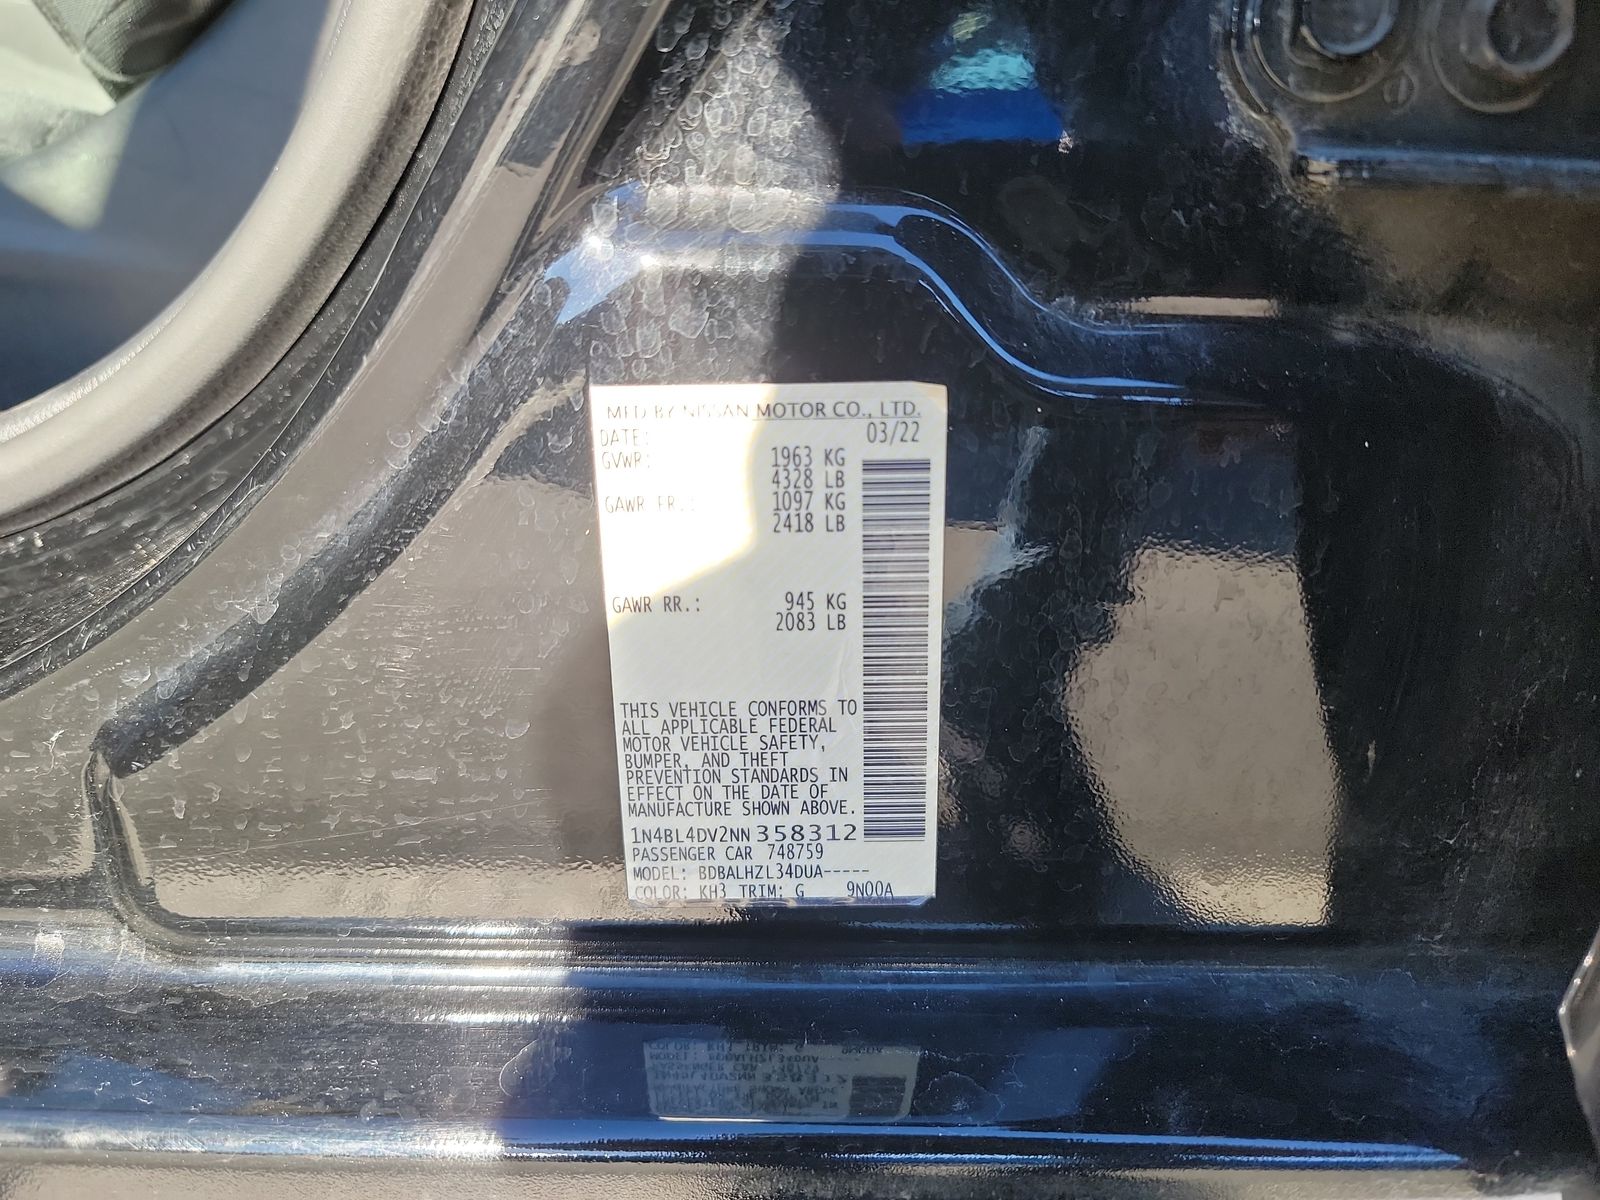 MFD BY NISSAN MOTOR CO., LTD.
DATE: 03/22
GVWR: 1963 KG
4328 LB
GAWR FR.: 1097 KG
2418 LB
GAWR RR.: 945 KG
2083 LB
THIS VEHICLE CONFORMS TO
ALL APPLICABLE FEDERAL
MOTOR VEHICLE SAFETY,
BUMPER, AND THEFT
PREVENTION STANDARDS IN
EFFECT ON THE DATE OF
MANUFACTURE SHOWN ABOVE.
1N4BL4DV2NN358312
PASSENGER CAR 748759
MODEL: BDBALHZL34DUA-----
COLOR: KH3 TRIM: G 9N00A